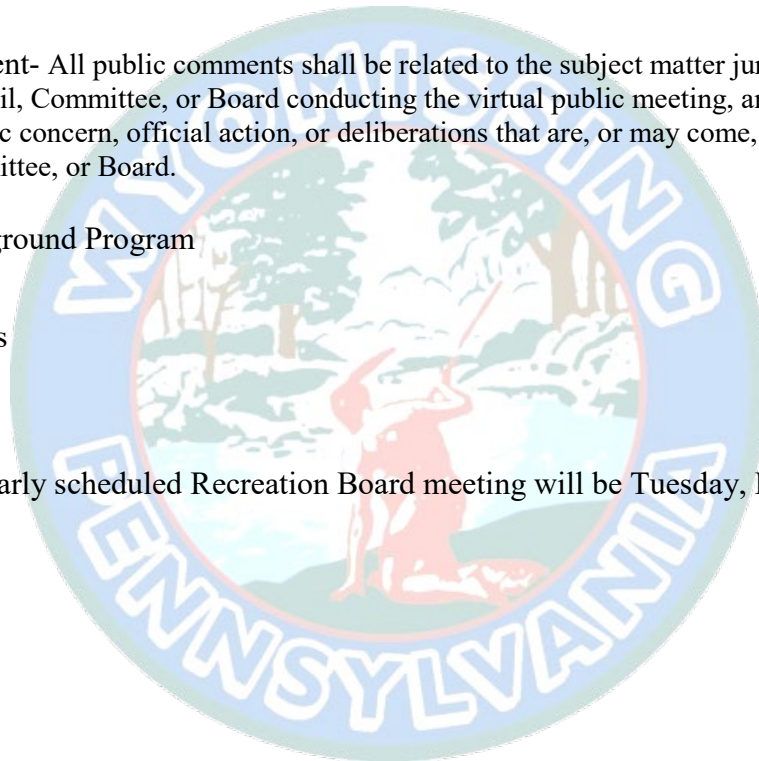 ent- All public comments shall be related to the subject matter jur
il, Committee, or Board conducting the virtual public meeting, an
c concern, official action, or deliberations that are, or may come,
ittee, or Board.
ground Program
s
arly scheduled Recreation Board meeting will be Tuesday,
WYOMISSING
PENNSYLVANIA